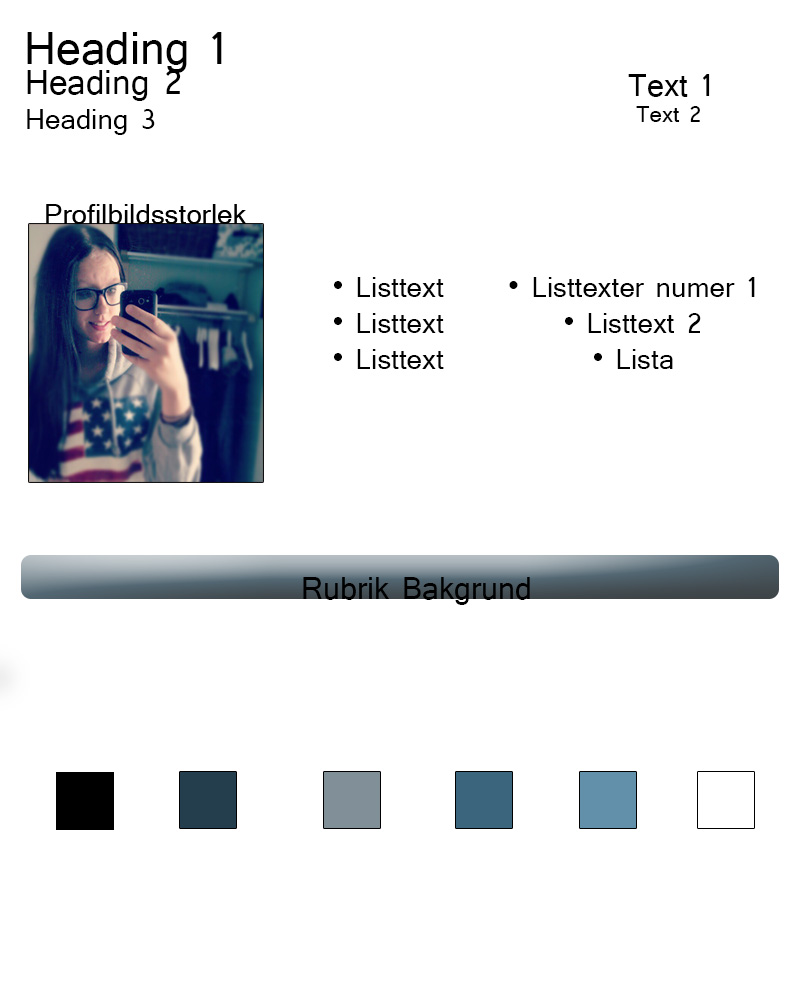 Heading 1
Heading 2
Heading 3
Text 1
Text 2
Profilbildsstorlek
• Listtext
• Listtext
• Listtext
• Listtexter numer 1
• Listtext 2
• Lista
Rubrik Bakgrund